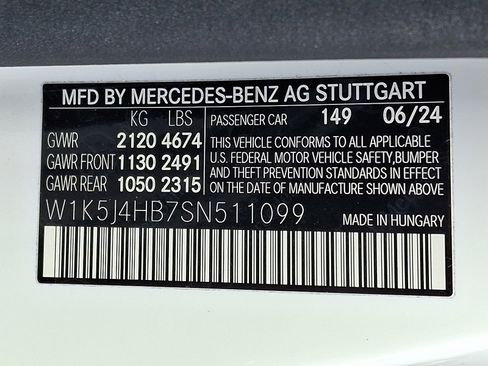 MFD BY MERCEDES-BENZ AG STUTTGART
KG LBS PASSENGER CAR 149 06/24
GVWR 2120 4674 THIS VEHICLE CONFORMS TO ALL APPLICABLE
GAWR FRONT 1130 2491 U.S. FEDERAL MOTOR VEHICLE SAFETY, BUMPER
GAWR REAR 1050 2315 AND THEFT PREVENTION STANDARDS IN EFFECT
ON THE DATE OF MANUFACTURE SHOWN ABOVE.
W1K5J4HB7SN511099 MADE IN HUNGARY